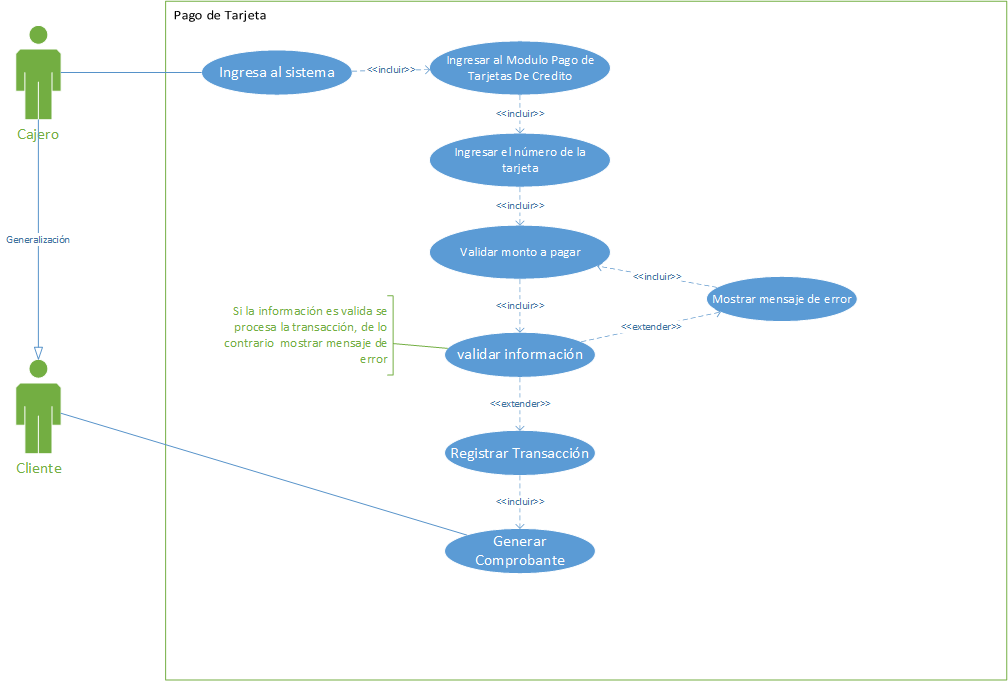 Pago de Tarjeta
Ingresa al sistema
<<incluir>>
Ingresar al Modulo Pago de
Tarjetas De Credito
Cajero
<<incluir>>
Ingresar el número de la
tarjeta
<<incluir>>
Generalización
Validar monto a pagar
<<incluir>>
Mostrar mensaje de error
<<incluir>>
Si la información es valida se
procesa la transacción, de lo
contrario mostrar mensaje de
error
<<extender>>
validar información
<<extender>>
Cliente
Registrar Transacción
<<incluir>>
Generar
Comprobante